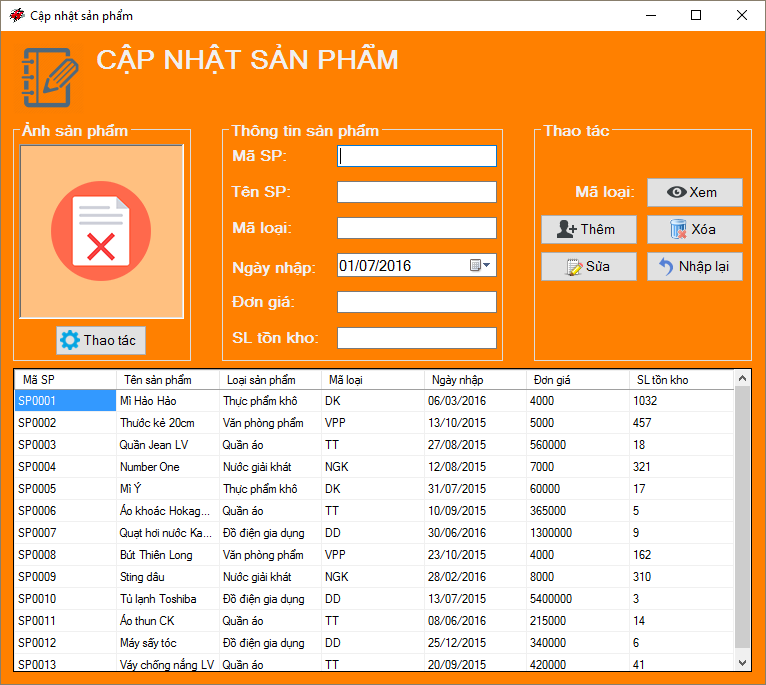 Cập nhật sản phẩm
CẬP NHẬT SẢN PHẨM
Ảnh sản phẩm
Thao tác
Thông tin sản phẩm
Mã SP:
Tên SP:
Mã loại:
Ngày nhập: 01/07/2016
Đơn giá:
SL tồn kho:
Thao tác
Mã loại: Xem
Thêm Xóa
Sửa Nhập lại
Mã SP Tên sản phẩm Loại sản phẩm Mã loại Ngày nhập Đơn giá SL tồn kho
SP0001 Mì Hảo Hảo Thực phẩm khô DK 06/03/2016 4000 1032
SP0002 Thước kẻ 20cm Văn phòng phẩm VPP 13/10/2015 5000 457
SP0003 Quần Jean LV Quần áo TT 27/08/2015 560000 18
SP0004 Number One Nước giải khát NGK 12/08/2015 7000 321
SP0005 Mì Ý Thực phẩm khô DK 31/07/2015 60000 17
SP0006 Áo khoác Hokag... Quần áo TT 10/09/2015 365000 5
SP0007 Quạt hơi nước Ka... Đồ điện gia dụng DD 30/06/2016 1300000 9
SP0008 Bút Thiên Long Văn phòng phẩm VPP 23/10/2015 4000 162
SP0009 Sting dâu Nước giải khát NGK 28/02/2016 8000 310
SP0010 Tủ lạnh Toshiba Đồ điện gia dụng DD 13/07/2015 5400000 3
SP0011 Áo thun CK Quần áo TT 08/06/2016 215000 14
SP0012 Máy sấy tóc Đồ điện gia dụng DD 25/12/2015 340000 6
SP0013 Váy chống nắng LV Quần áo TT 20/09/2015 420000 41